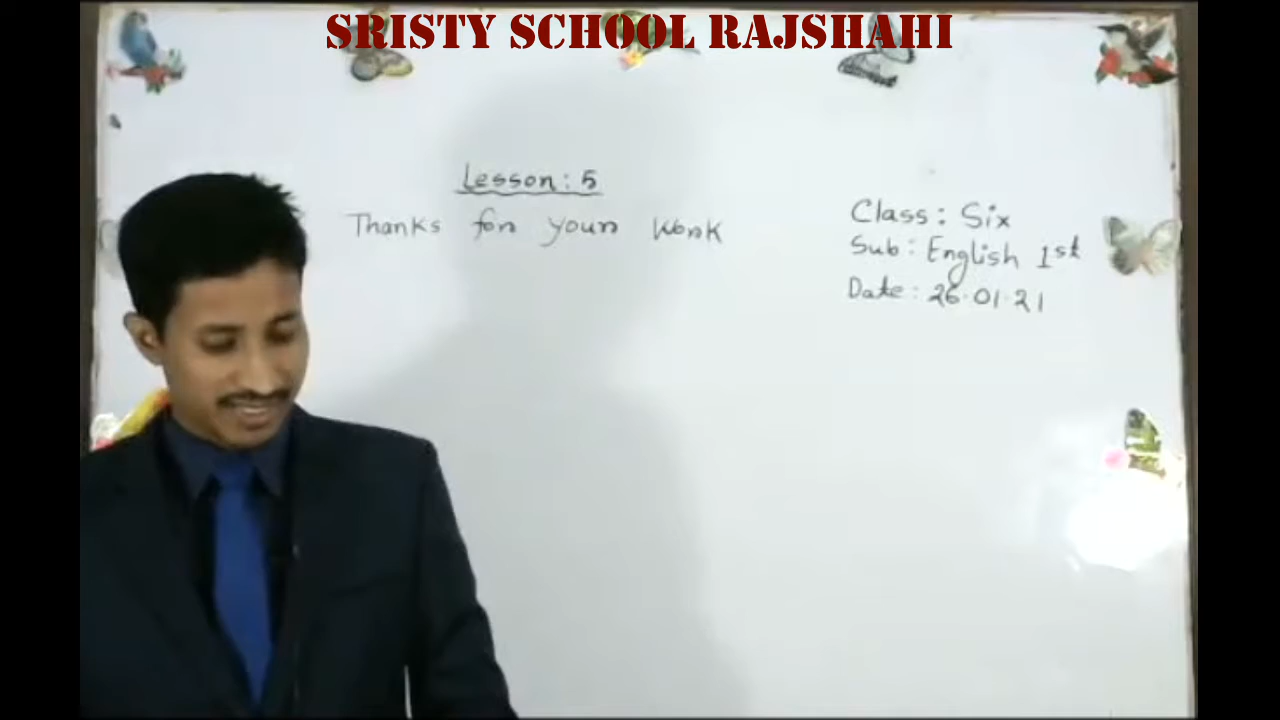 SRISTY SCHOOL RAJSHAHI
Lesson: 5
Thanks for your work
Class: Six
Sub: English 1st
Date: 26.01.21